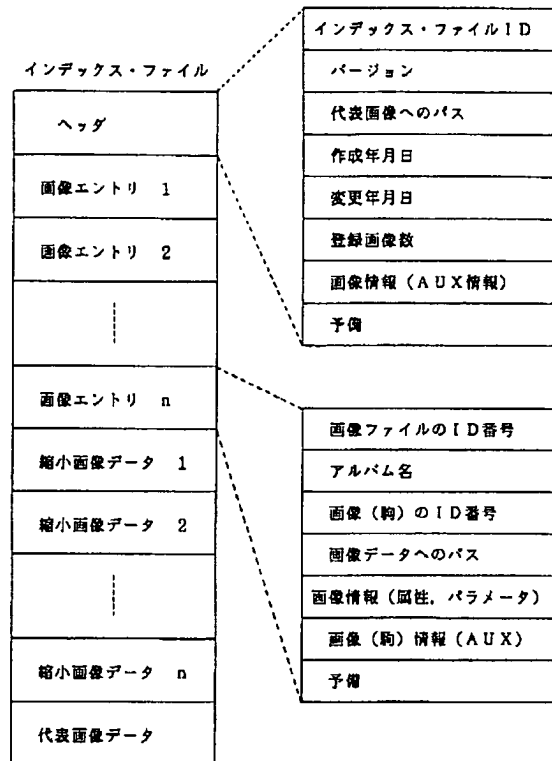 インデックス・ファイル
ヘッダ
画像エントリ 1
画像エントリ 2
画像エントリ n
縮小画像データ 1
縮小画像データ 2
縮小画像データ n
代表画像データ
インデックス・ファイルID
バージョン
代表画像へのパス
作成年月日
変更年月日
登録画像数
画像情報(AUX情報)
予備
画像ファイルのID番号
アルバム名
画像(駒)のID番号
画像データへのパス
画像情報(属性,パラメータ)
画像(駒)情報(AUX)
予備